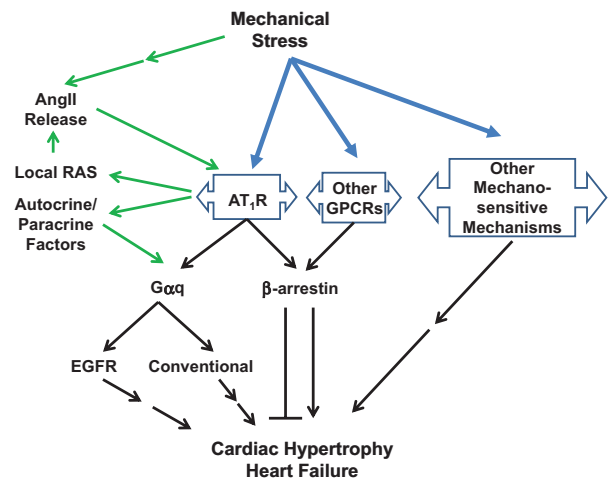 Mechanical
Stress
AngII
Release
Local RAS
Autocrine/
Paracrine
Factors
AT₁R
Other
GPCRs
Other
Mechano-
sensitive
Mechanisms
Gαq
β-arrestin
EGFR
Conventional
Cardiac Hypertrophy
Heart Failure